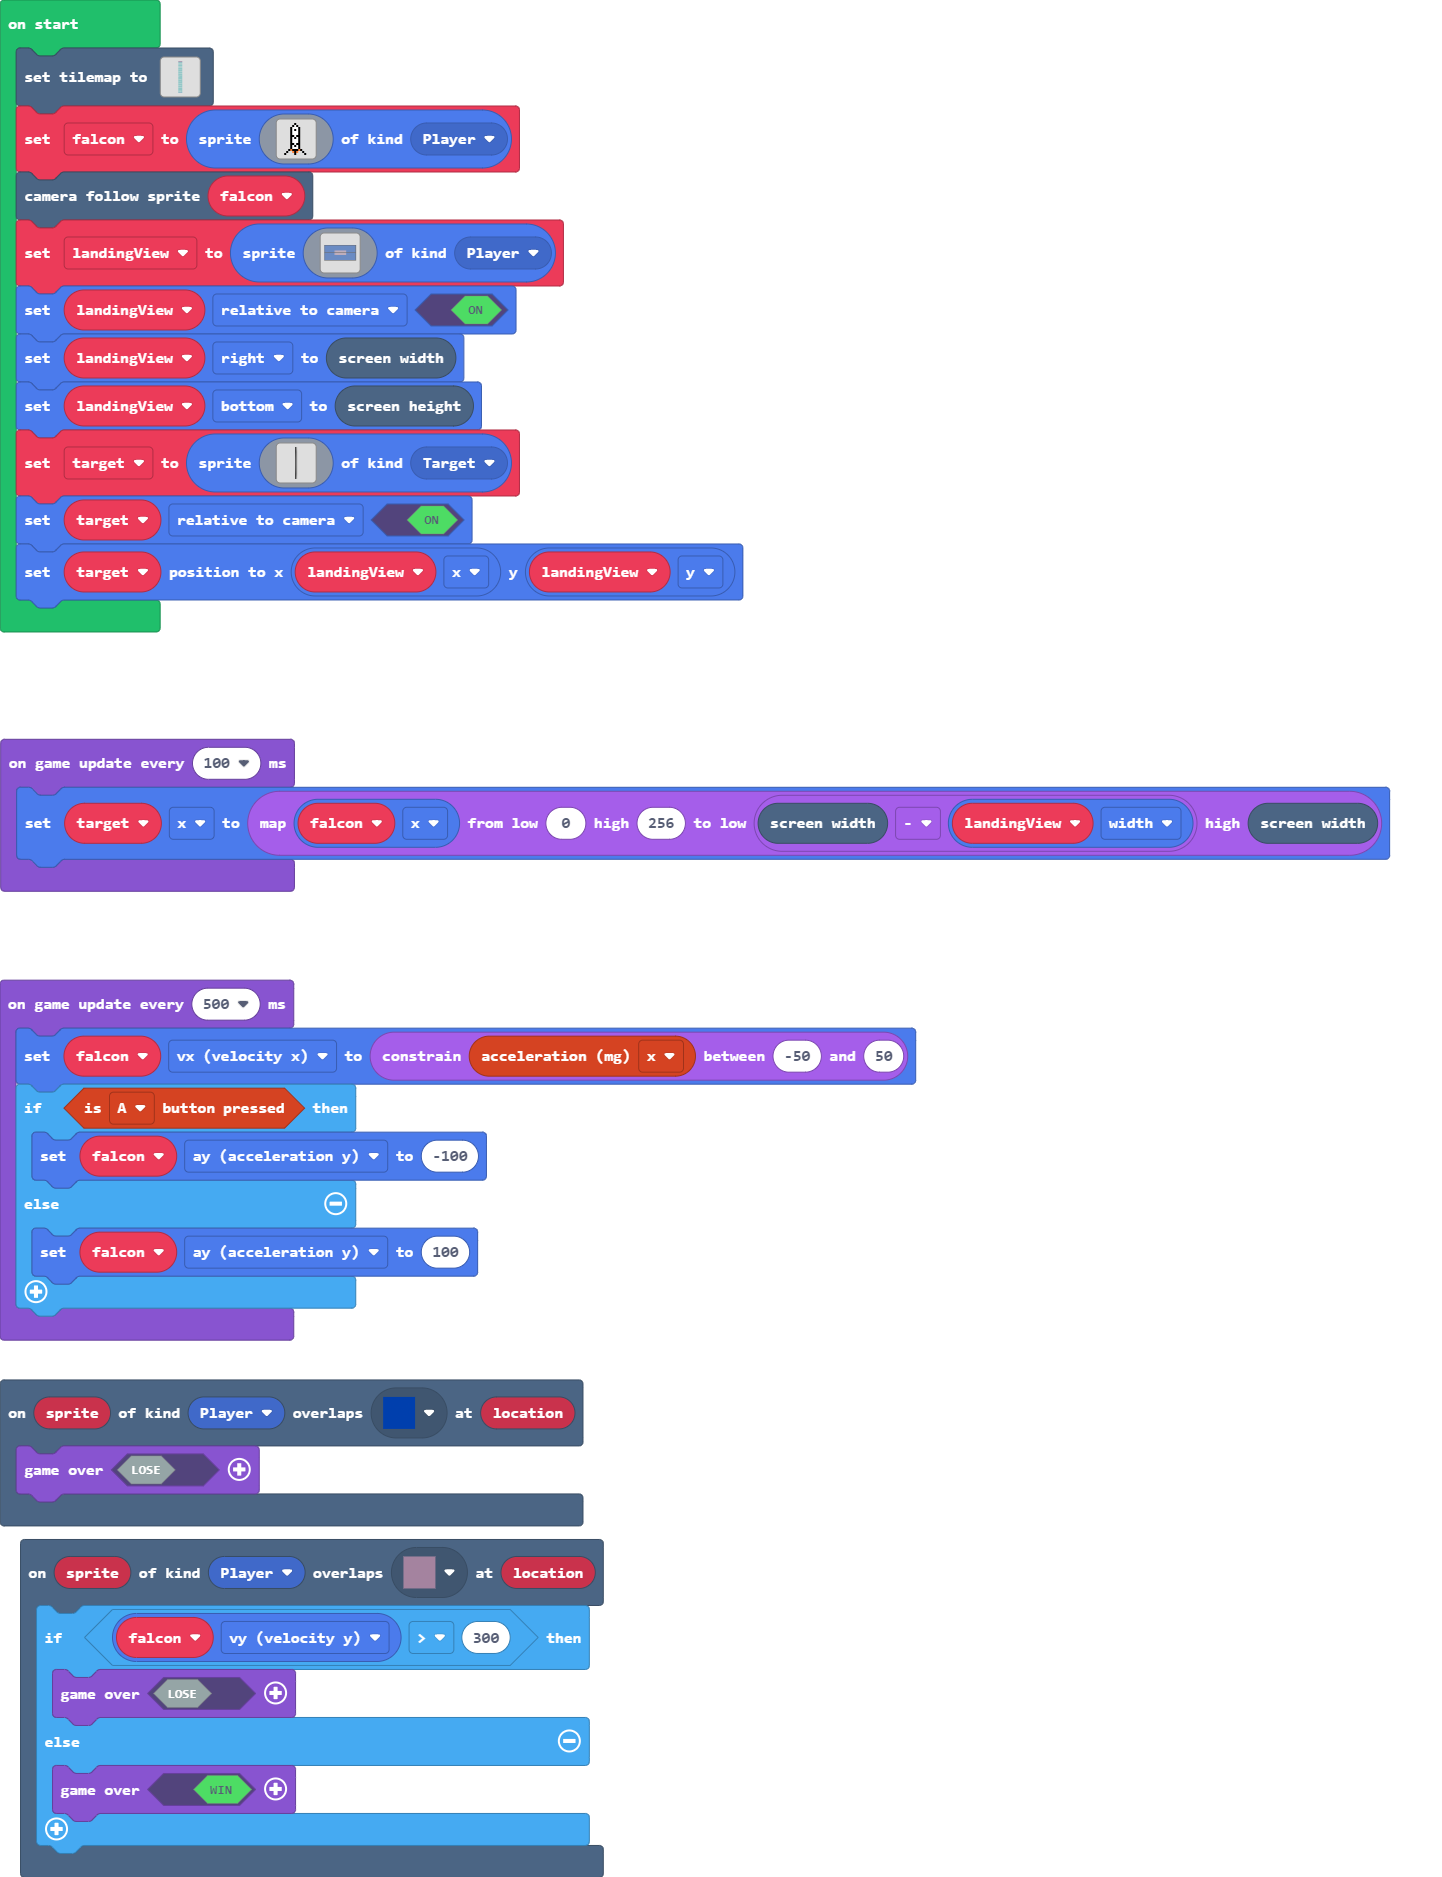 on start
set tilemap to
set falcon to sprite of kind Player
camera follow sprite falcon
set landingView to sprite of kind Player
set landingView relative to camera ON
set landingView right to screen width
set landingView bottom to screen height
set target to sprite of kind Target
set target relative to camera ON
set target position to x landingView x y landingView y
on game update every 100 ms
set target x to map falcon x from low 0 high 256 to low screen width - landingView width high screen width
on game update every 500 ms
set falcon vx (velocity x) to constrain acceleration (mg) x between -50 and 50
if is A button pressed then
set falcon ay (acceleration y) to -100
else
set falcon ay (acceleration y) to 100
on sprite of kind Player overlaps at location
game over LOSE
on sprite of kind Player overlaps at location
if falcon vy (velocity y) > 300 then
game over LOSE
else
game over WIN